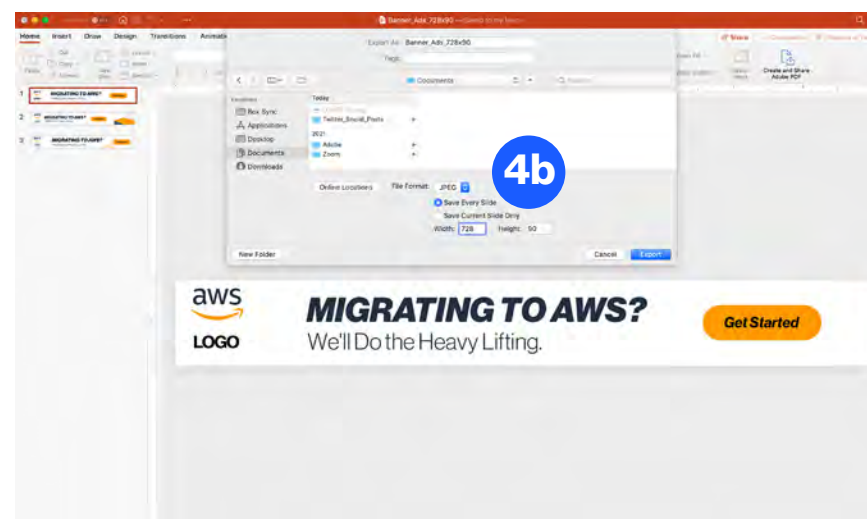 Banner_Ads_728x90
Home Insert Draw Design Transitions Animati
Share
Export As: Banner_Ads_728x90
Tags:
Create and Share
Adobe PDF
Documents
Today
Box Sync
Twitter_Social_Posts
Applications
2021
Desktop
Adobe
Documents
Zoom
Downloads
4b
Online Locations File Format: JPEG
Save Every Slide
Save Current Slide Only
Width: 728 Height: 90
New Folder Cancel Export
1 MIGRATING TO AWS?
2 MIGRATING TO AWS?
3 MIGRATING TO AWS?
aws
LOGO
MIGRATING TO AWS?
We'll Do the Heavy Lifting.
Get Started